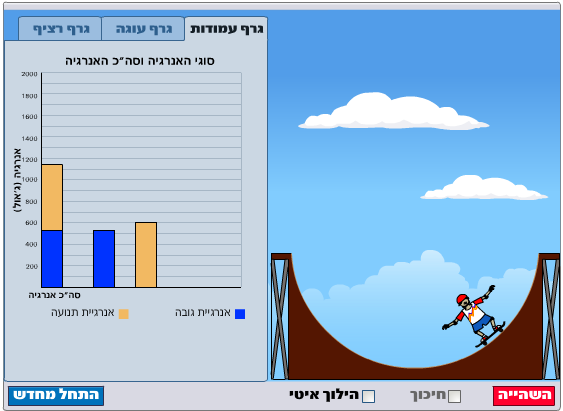 גרף עמודות גרף עוגה גרף רציף
סוגי האנרגיה וסה"כ האנרגיה
2000
1800
1600
1400
1200
1000
800
600
400
200
אנרגיה (ג'אול)
סה"כ אנרגיה
אנרגיית גובה אנרגיית תנועה
השהייה חיכוך הילוך איטי התחל מחדש